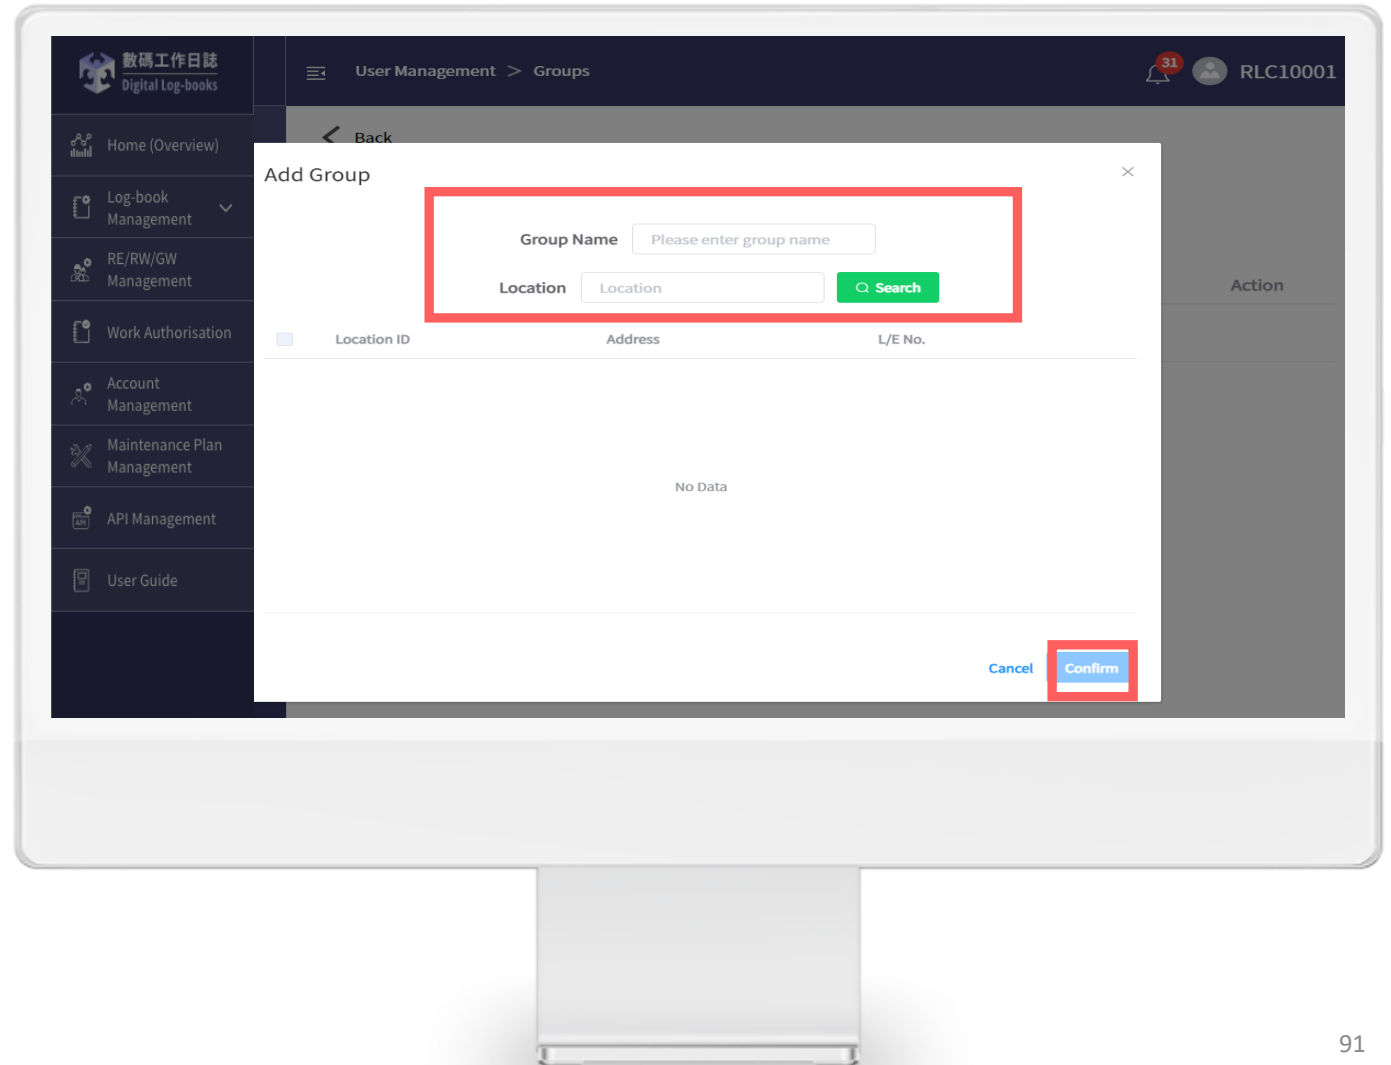 數碼工作日誌
Digital Log-books
User Management > Groups
31
RLC10001
Home (Overview)
Log-book
Management
RE/RW/GW
Management
Work Authorisation
Account
Management
Maintenance Plan
Management
API
API Management
User Guide
Back
Action
Add Group
Group Name
Please enter group name
Location
Location
Search
Location ID
Address
L/E No.
No Data
Cancel
Confirm
91